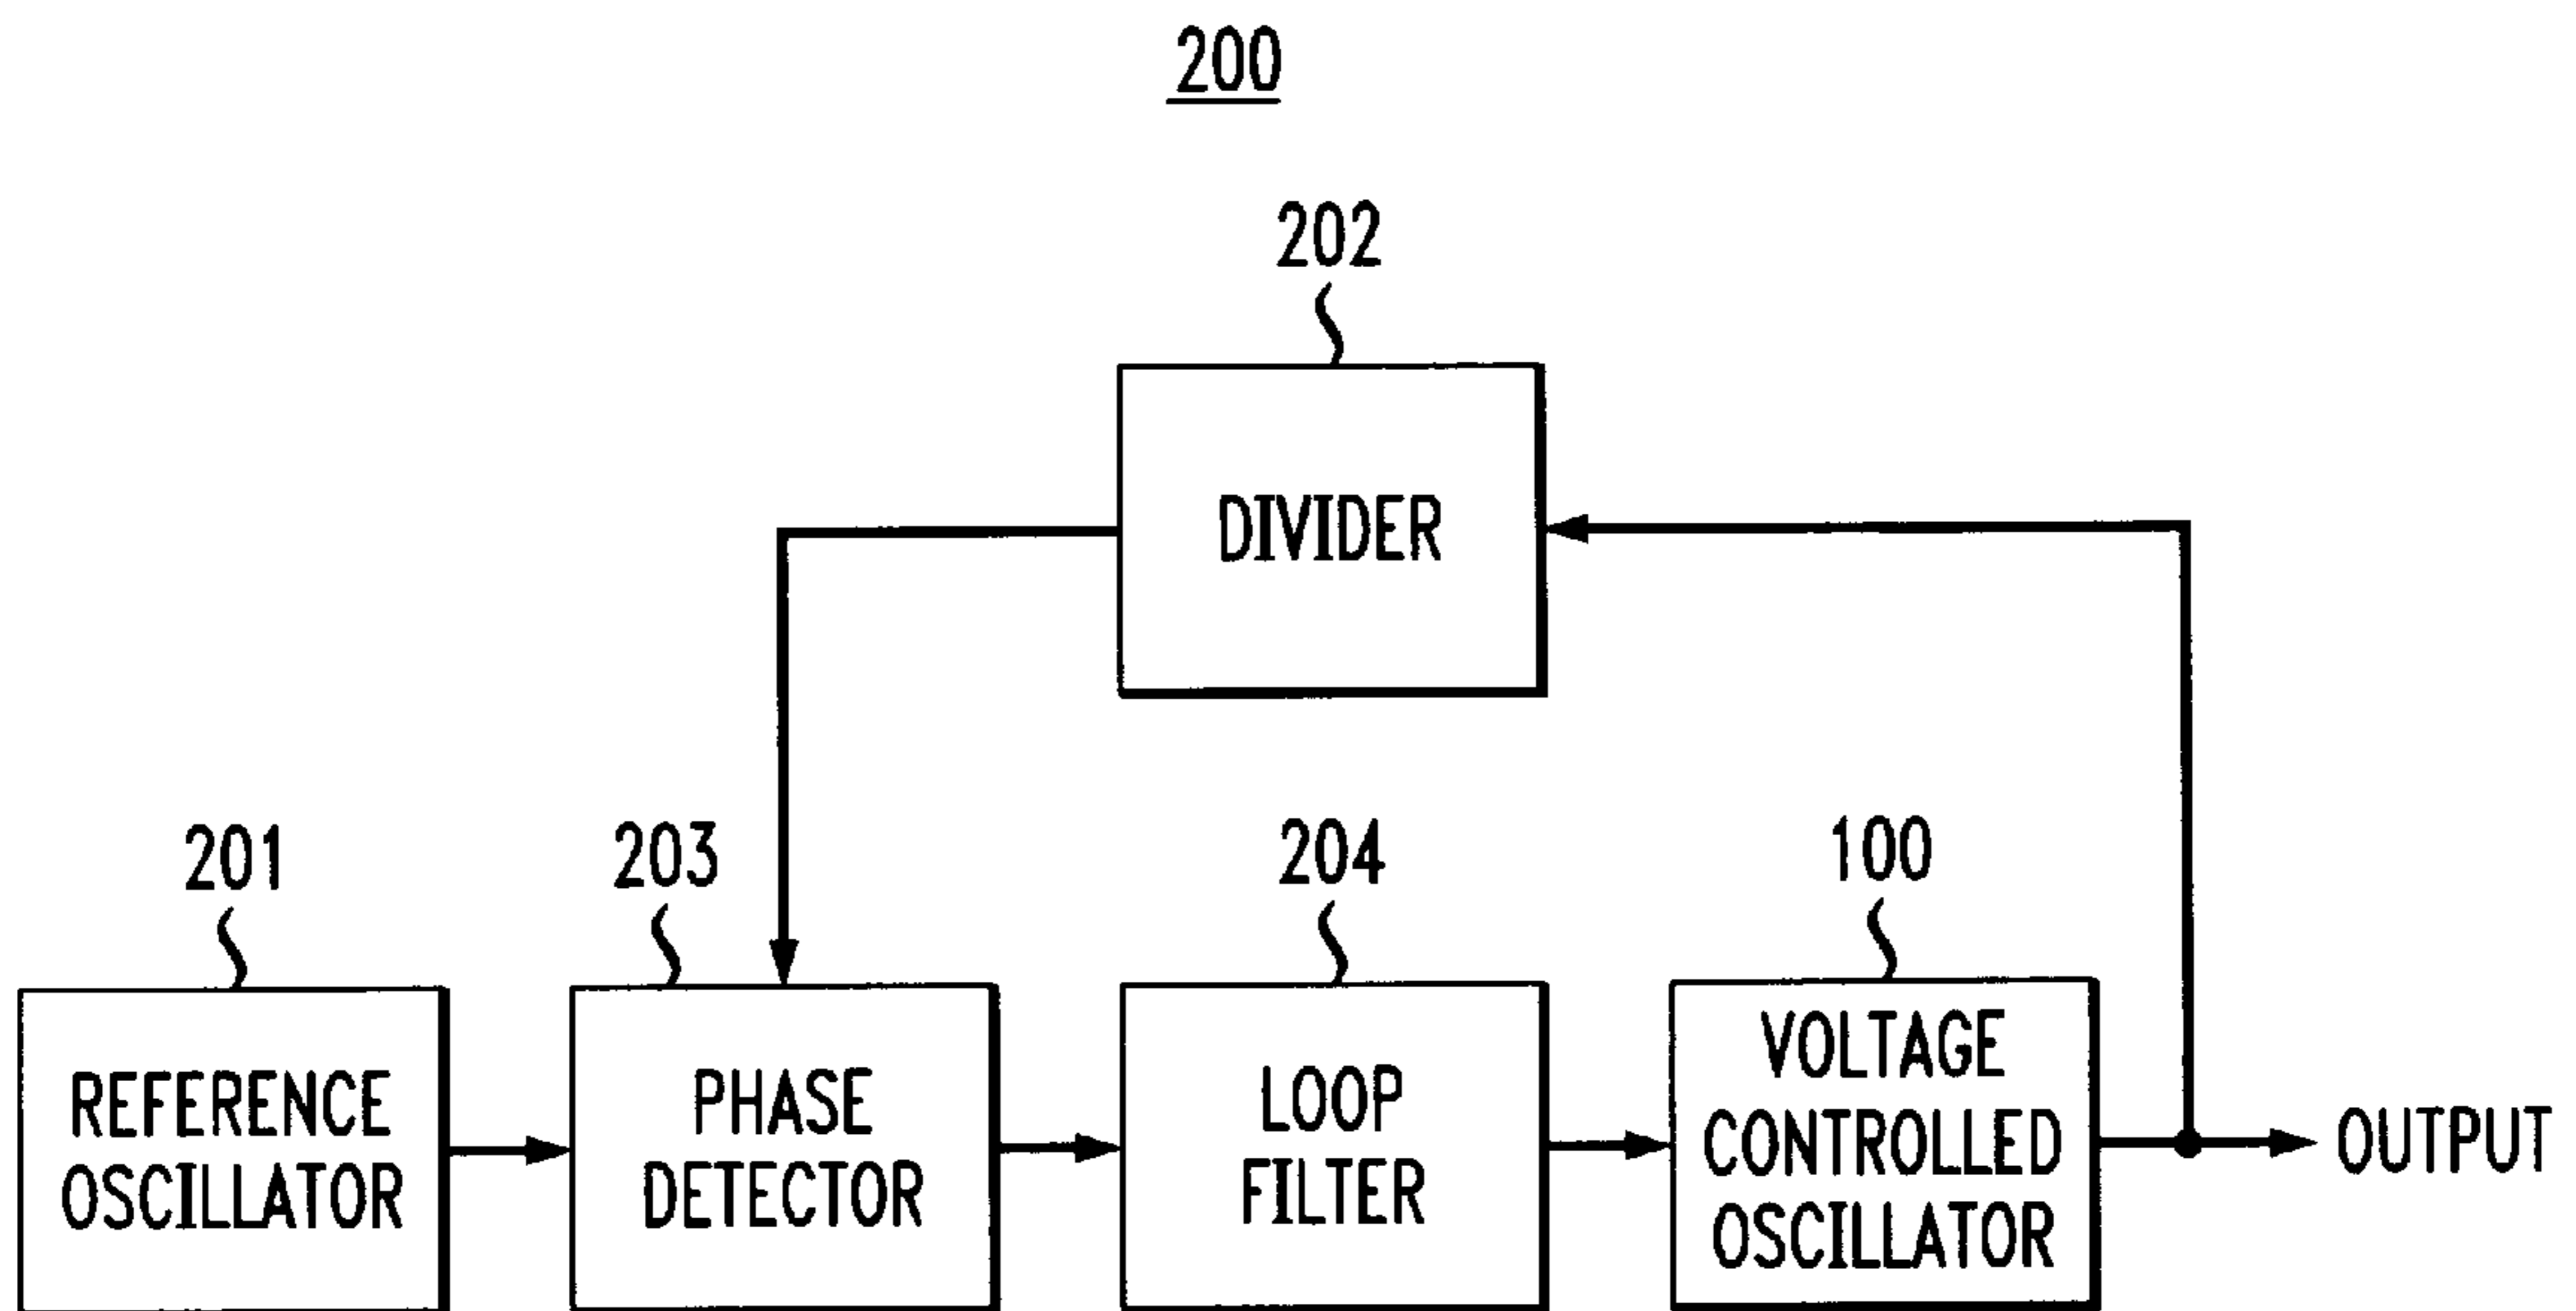 200
202
DIVIDER
201
203
204
100
REFERENCE
OSCILLATOR
PHASE
DETECTOR
LOOP
FILTER
VOLTAGE
CONTROLLED
OSCILLATOR
OUTPUT